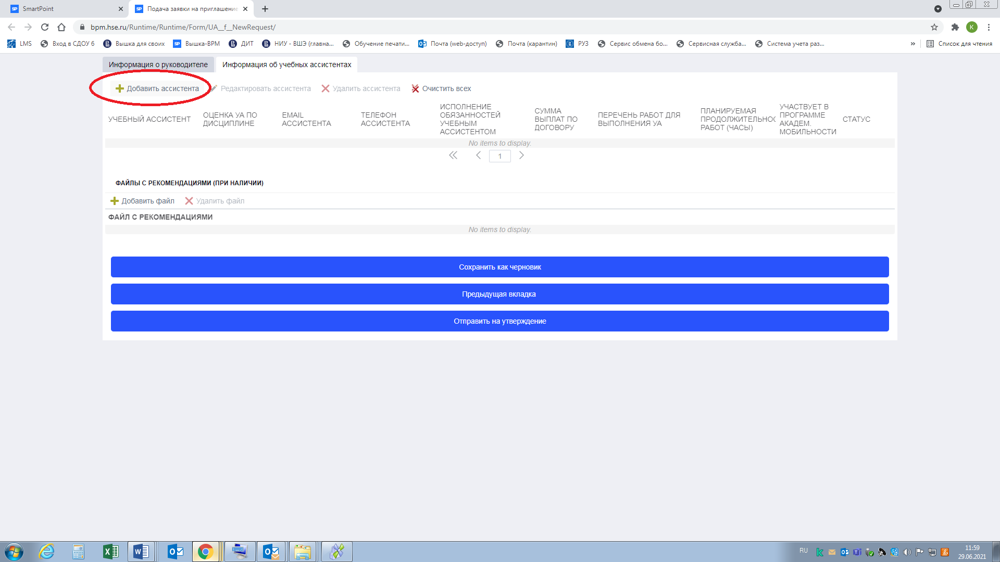 SmartPoint
Подача заявки на приглашение
bpm.hse.ru/Runtime/Runtime/Form/UA__f__NewRequest/
K
LMS Вход в СДОУ 6 Вышка для своих Вышка-BPM ДИТ НИУ - ВШЭ (главна... Обучение печати... Почта (web-доступ) Почта (карантин) РУЗ Сервис обмена бо... Сервисная служба... Система учета раз... » Список для чтения
Информация о руководителе Информация об учебных ассистентах
Добавить ассистента Редактировать ассистента Удалить ассистента Очистить всех
УЧЕБНЫЙ АССИСТЕНТ
ОЦЕНКА УА ПО
ДИСЦИПЛИНЕ
EMAIL
АССИСТЕНТА
ТЕЛЕФОН
АССИСТЕНТА
ИСПОЛНЕНИЕ
ОБЯЗАННОСТЕЙ
УЧЕБНЫМ
АССИСТЕНТОМ
СУММА
ВЫПЛАТ ПО
ДОГОВОРУ
ПЕРЕЧЕНЬ РАБОТ ДЛЯ
ВЫПОЛНЕНИЯ УА
ПЛАНИРУЕМАЯ
ПРОДОЛЖИТЕЛЬНОС
РАБОТ (ЧАСЫ)
УЧАСТВУЕТ В
ПРОГРАММЕ
АКАДЕМ.
МОБИЛЬНОСТИ
СТАТУС
No items to display.
1
ФАЙЛЫ С РЕКОМЕНДАЦИЯМИ (ПРИ НАЛИЧИИ)
Добавить файл Удалить файл
ФАЙЛ С РЕКОМЕНДАЦИЯМИ
No items to display.
Сохранить как черновик
Предыдущая вкладка
Отправить на утверждение
RU
11:59
29.06.2021